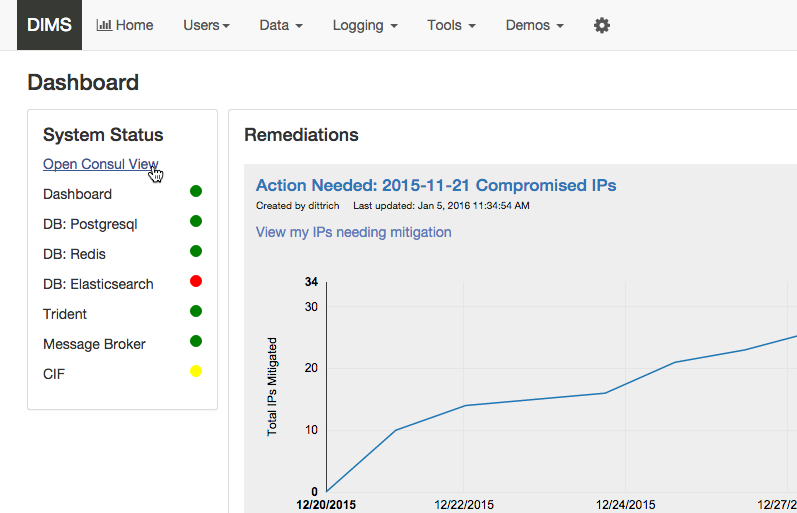 DIMS Home Users Data Logging Tools Demos
Dashboard
System Status
Open Consul View
Dashboard
DB: Postgresql
DB: Redis
DB: Elasticsearch
Trident
Message Broker
CIF
Remediations
Action Needed: 2015-11-21 Compromised IPs
Created by dittrich Last updated: Jan 5, 2016 11:34:54 AM
View my IPs needing mitigation
Total IPs Mitigated
34
30
20
10
0
12/20/2015 12/22/2015 12/24/2015 12/27/2